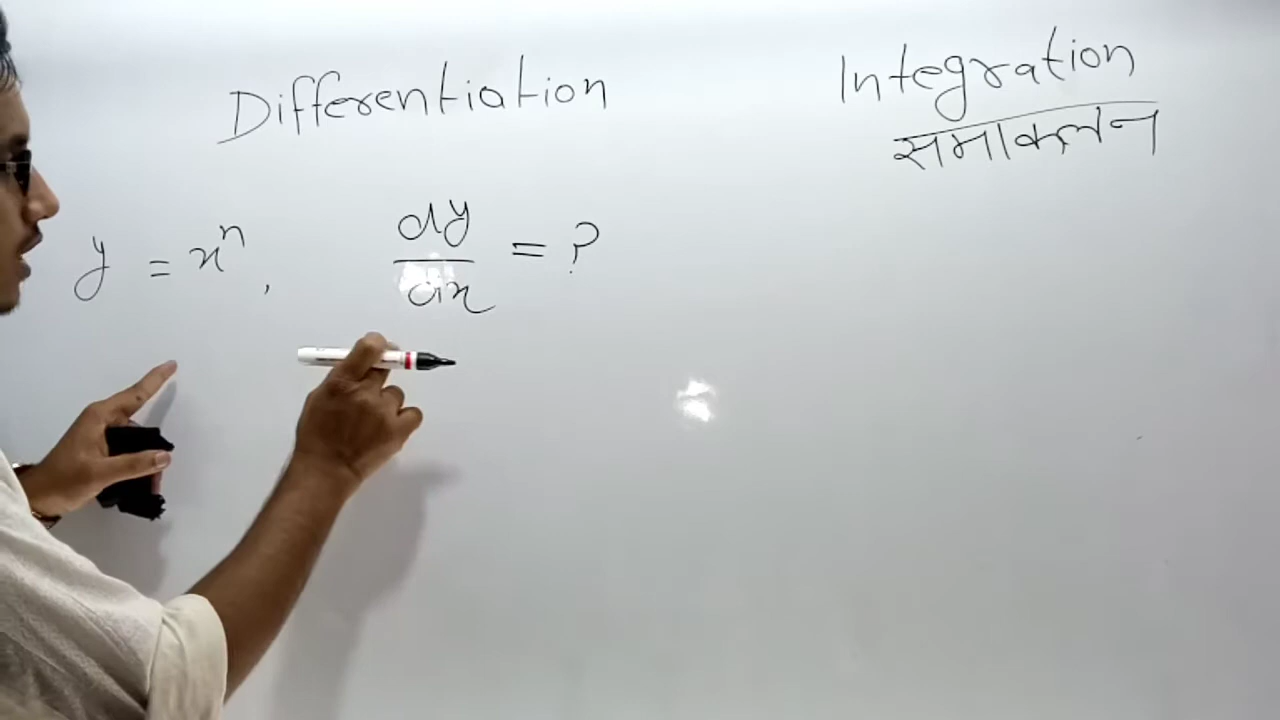 Differentiation
Integration
समाकलन
y = xⁿ, dy/dx = ?